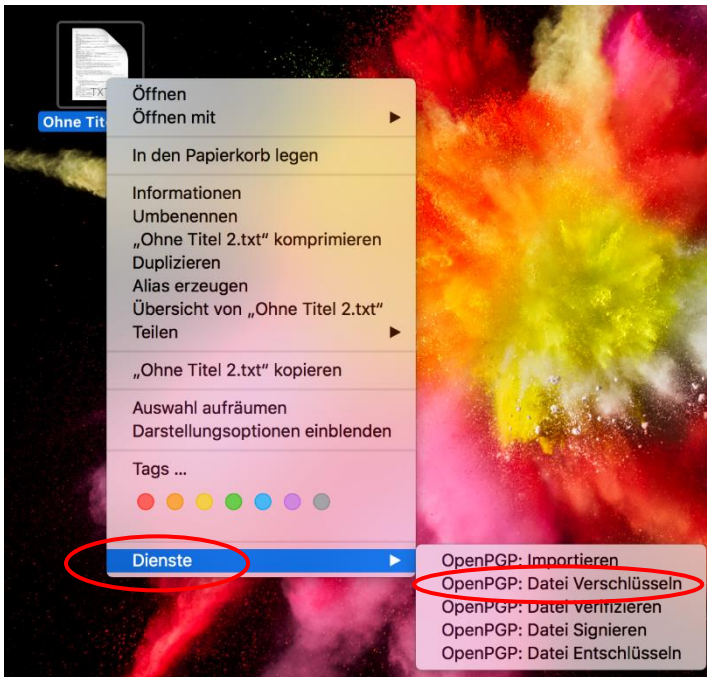 TXT
Ohne Tit
Öffnen
Öffnen mit
In den Papierkorb legen
Informationen
Umbenennen
„Ohne Titel 2.txt“ komprimieren
Duplizieren
Alias erzeugen
Übersicht von „Ohne Titel 2.txt“
Teilen
„Ohne Titel 2.txt“ kopieren
Auswahl aufräumen
Darstellungsoptionen einblenden
Tags ...
Dienste
OpenPGP: Importieren
OpenPGP: Datei Verschlüsseln
OpenPGP: Datei Verifizieren
OpenPGP: Datei Signieren
OpenPGP: Datei Entschlüsseln